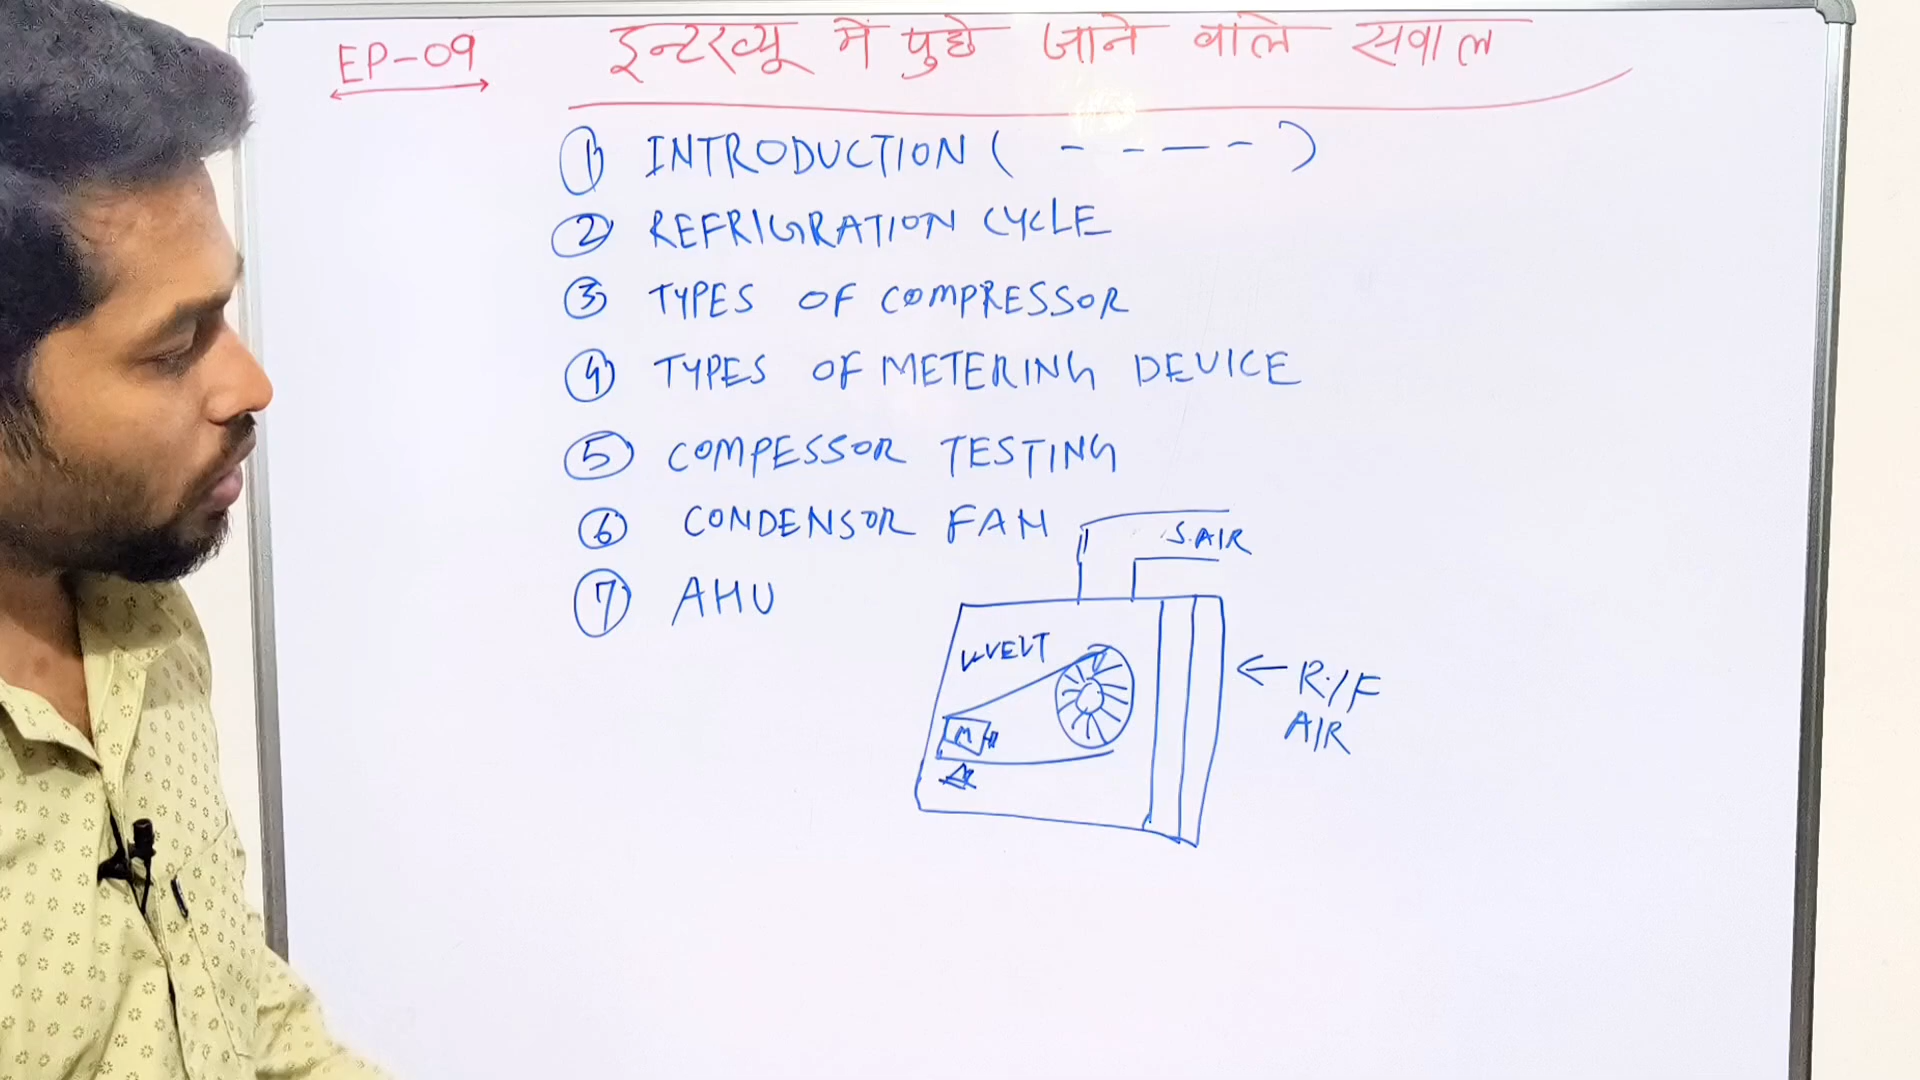 EP-09
इन्टरव्यू में पुछे जाने वाले सवाल
① INTRODUCTION ( - - - - )
② REFRIGRATION CYCLE
③ TYPES OF COMPRESSOR
④ TYPES OF METERING DEVICE
⑤ COMPESSOR TESTING
⑥ CONDENSOR FAN
⑦ AHU
S.AIR
V-VELT
M
← R./F
AIR